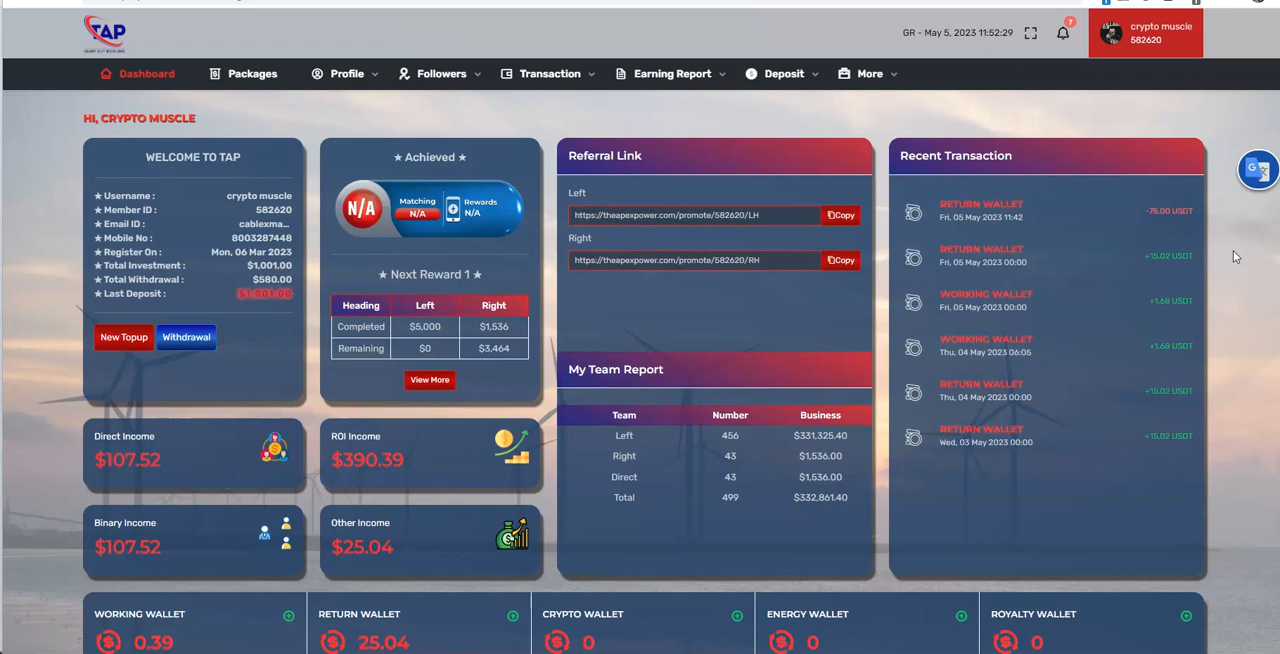 TAP
GR - May 5, 2023 11:52:29
7
crypto muscle
582620
Dashboard
Packages
Profile
Followers
Transaction
Earning Report
Deposit
More
HI, CRYPTO MUSCLE
WELCOME TO TAP
★ Username : crypto muscle
★ Member ID : 582620
★ Email ID : cablexma...
★ Mobile No : 8003287448
★ Register On : Mon, 06 Mar 2023
★ Total Investment : $1,001.00
★ Total Withdrawal : $580.00
★ Last Deposit : $1,001.00
New Topup
Withdrawal
★ Achieved ★
N/A
Matching
N/A
Rewards
N/A
★ Next Reward 1 ★
Heading Left Right
Completed $5,000 $1,536
Remaining $0 $3,464
View More
Referral Link
Left
https://theapexpower.com/promote/582620/LH
Copy
Right
https://theapexpower.com/promote/582620/RH
Copy
My Team Report
Team Number Business
Left 456 $331,325.40
Right 43 $1,536.00
Direct 43 $1,536.00
Total 499 $332,861.40
Recent Transaction
RETURN WALLET
Fri, 05 May 2023 11:42
-75.00 USDT
RETURN WALLET
Fri, 05 May 2023 00:00
+15.02 USDT
WORKING WALLET
Fri, 05 May 2023 00:00
+1.68 USDT
WORKING WALLET
Thu, 04 May 2023 06:05
+1.68 USDT
RETURN WALLET
Thu, 04 May 2023 00:00
+15.02 USDT
RETURN WALLET
Wed, 03 May 2023 00:00
+15.02 USDT
Direct Income
$107.52
ROI Income
$390.39
Binary Income
$107.52
Other Income
$25.04
WORKING WALLET
0.39
RETURN WALLET
25.04
CRYPTO WALLET
0
ENERGY WALLET
0
ROYALTY WALLET
0